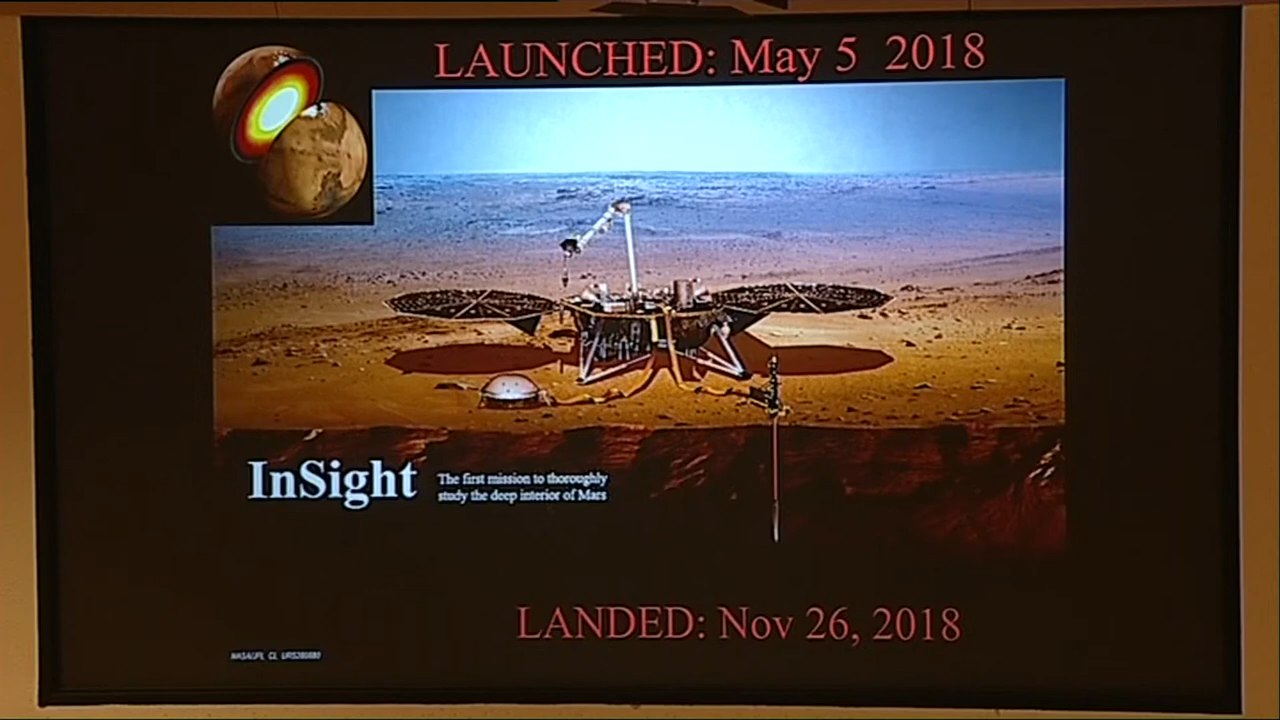 LAUNCHED: May 5 2018
InSight
The first mission to thoroughly
study the deep interior of Mars
LANDED: Nov 26, 2018